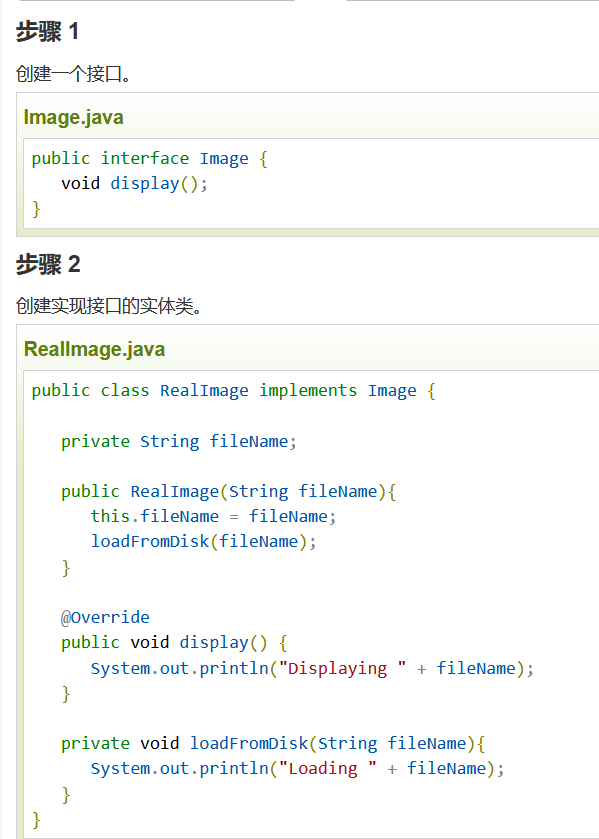 步骤 1
创建一个接口。
Image.java
public interface Image {
   void display();
}
步骤 2
创建实现接口的实体类。
RealImage.java
public class RealImage implements Image {
   private String fileName;
   public RealImage(String fileName){
      this.fileName = fileName;
      loadFromDisk(fileName);
   }
   @Override
   public void display() {
      System.out.println("Displaying " + fileName);
   }
   private void loadFromDisk(String fileName){
      System.out.println("Loading " + fileName);
   }
}